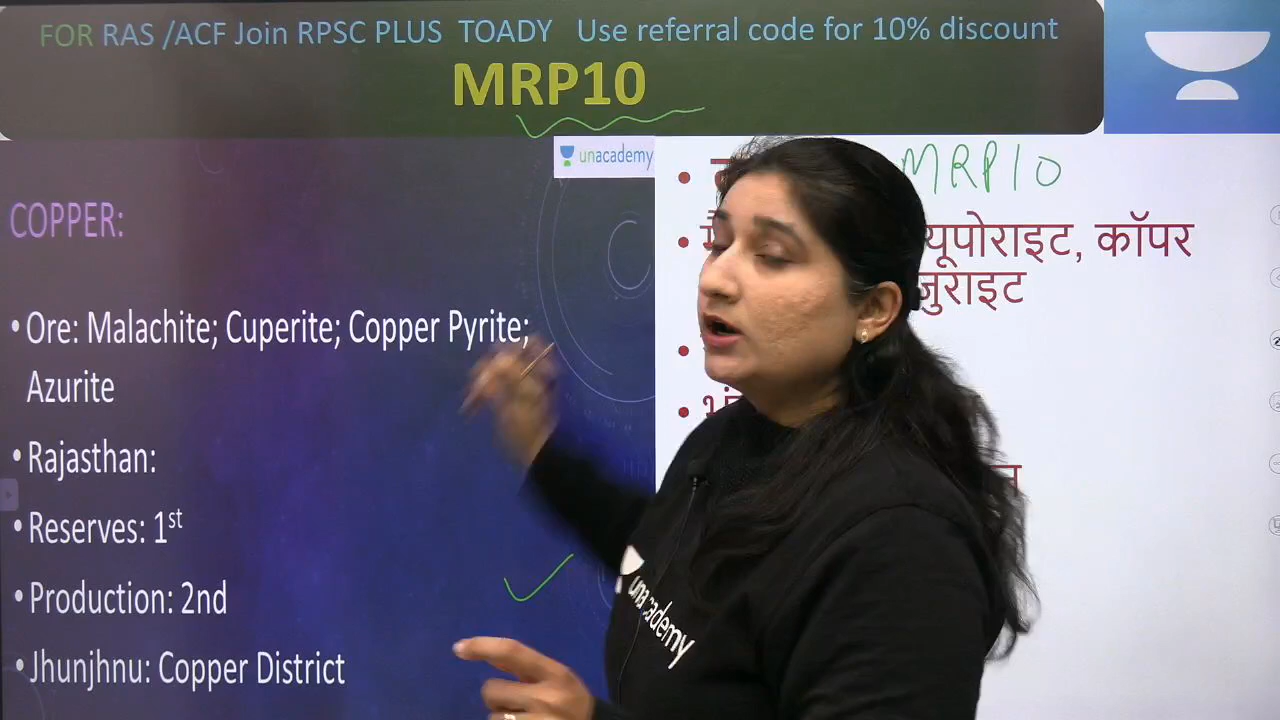 FOR RAS /ACF Join RPSC PLUS TOADY Use referral code for 10% discount
MRP10
unacademy
COPPER:
• Ore: Malachite; Cuperite; Copper Pyrite;
Azurite
• Rajasthan:
• Reserves: 1st
• Production: 2nd
• Jhunjhnu: Copper District
MRP10
यूपोराइट, कॉपर
जुराइट
unacademy